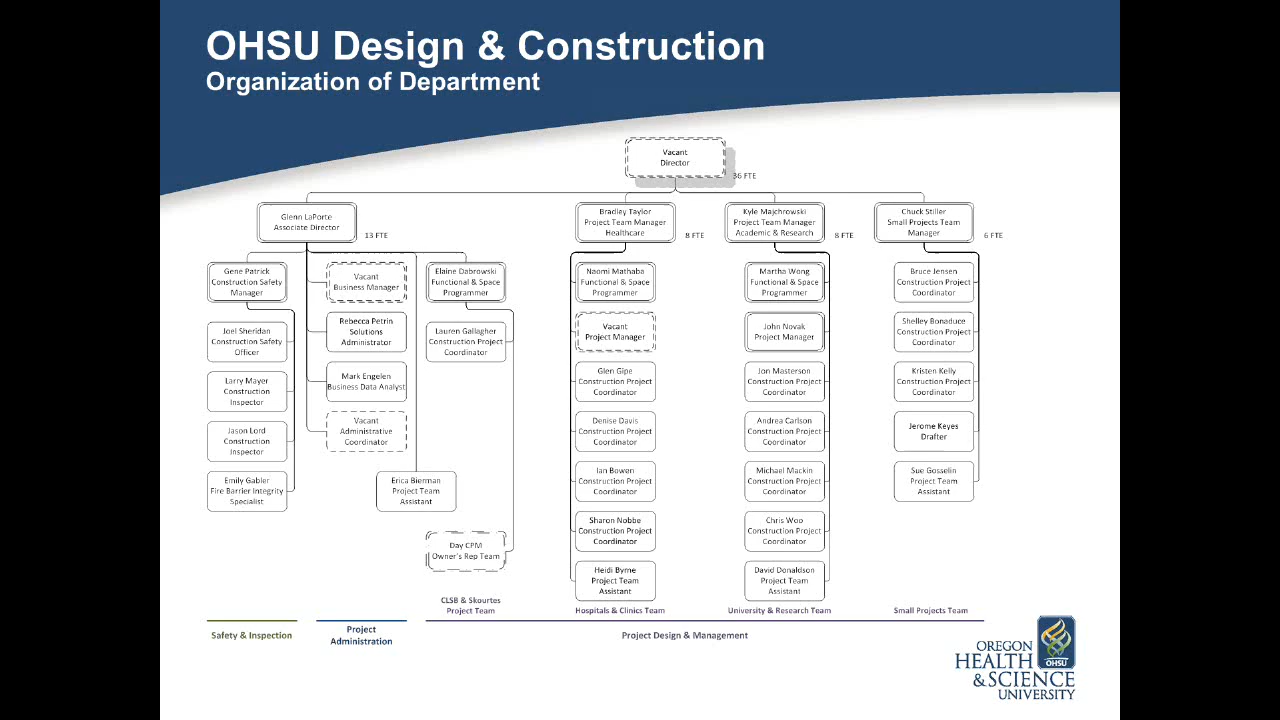 OHSU Design & Construction
Organization of Department
Vacant
Director
36 FTE
Glenn LaPorte
Associate Director
13 FTE
Bradley Taylor
Project Team Manager
Healthcare
8 FTE
Kyle Majchrowski
Project Team Manager
Academic & Research
8 FTE
Chuck Stiller
Small Projects Team
Manager
6 FTE
Gene Patrick
Construction Safety
Manager
Joel Sheridan
Construction Safety
Officer
Larry Mayer
Construction
Inspector
Jason Lord
Construction
Inspector
Emily Gabler
Fire Barrier Integrity
Specialist
Vacant
Business Manager
Rebecca Petrin
Solutions
Administrator
Mark Engelen
Business Data Analyst
Vacant
Administrative
Coordinator
Erica Bierman
Project Team
Assistant
Elaine Dabrowski
Functional & Space
Programmer
Lauren Gallagher
Construction Project
Coordinator
Day CPM
Owner's Rep Team
Naomi Mathaba
Functional & Space
Programmer
Vacant
Project Manager
Glen Gipe
Construction Project
Coordinator
Denise Davis
Construction Project
Coordinator
Ian Bowen
Construction Project
Coordinator
Sharon Nobbe
Construction Project
Coordinator
Heidi Byrne
Project Team
Assistant
Martha Wong
Functional & Space
Programmer
John Novak
Project Manager
Jon Masterson
Construction Project
Coordinator
Andrea Carlson
Construction Project
Coordinator
Michael Mackin
Construction Project
Coordinator
Chris Woo
Construction Project
Coordinator
David Donaldson
Project Team
Assistant
Bruce Jensen
Construction Project
Coordinator
Shelley Bonaduce
Construction Project
Coordinator
Kristen Kelly
Construction Project
Coordinator
Jerome Keyes
Drafter
Sue Gosselin
Project Team
Assistant
CLSB & Skourtes
Project Team
Hospitals & Clinics Team
University & Research Team
Small Projects Team
Safety & Inspection
Project
Administration
Project Design & Management
OREGON
HEALTH
& SCIENCE
UNIVERSITY
OHSU